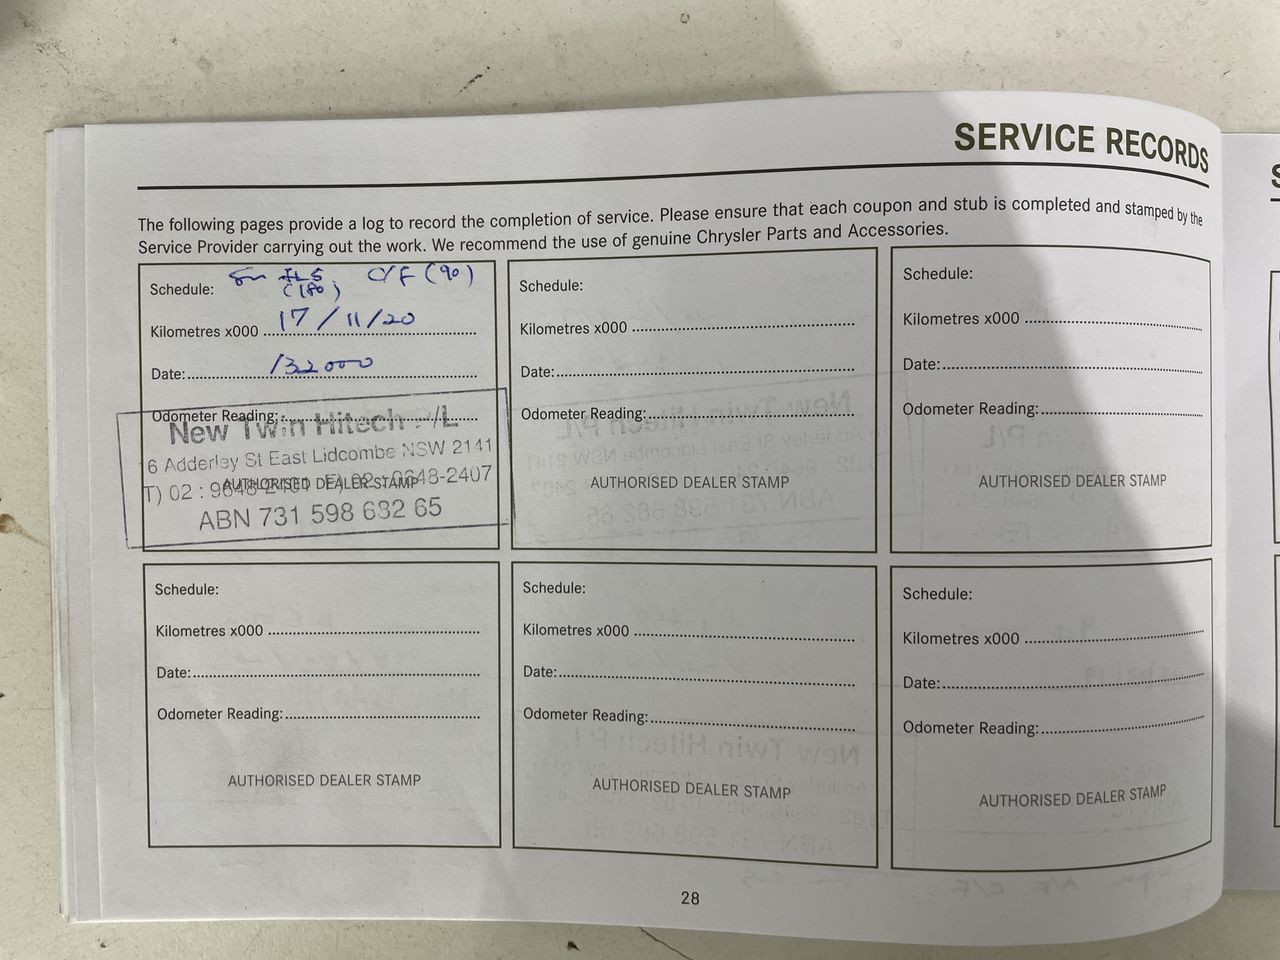 SERVICE RECORDS
The following pages provide a log to record the completion of service. Please ensure that each coupon and stub is completed and stamped by the
Service Provider carrying out the work. We recommend the use of genuine Chrysler Parts and Accessories.
Schedule: C/F (90)
(180)
Kilometres x000 17/11/20
Date: 132000
Odometer Reading:
New Twin Hitech P/L
6 Adderley St East Lidcombe NSW 2141
AUTHORISED DEALER STAMP
T) 02 : F) 02 : 9648-2407
ABN 731 598 632 65
Schedule:
Kilometres x000
Date:
Odometer Reading:
AUTHORISED DEALER STAMP
Schedule:
Kilometres x000
Date:
Odometer Reading:
AUTHORISED DEALER STAMP
Schedule:
Kilometres x000
Date:
Odometer Reading:
AUTHORISED DEALER STAMP
Schedule:
Kilometres x000
Date:
Odometer Reading:
AUTHORISED DEALER STAMP
Schedule:
Kilometres x000
Date:
Odometer Reading:
AUTHORISED DEALER STAMP
28